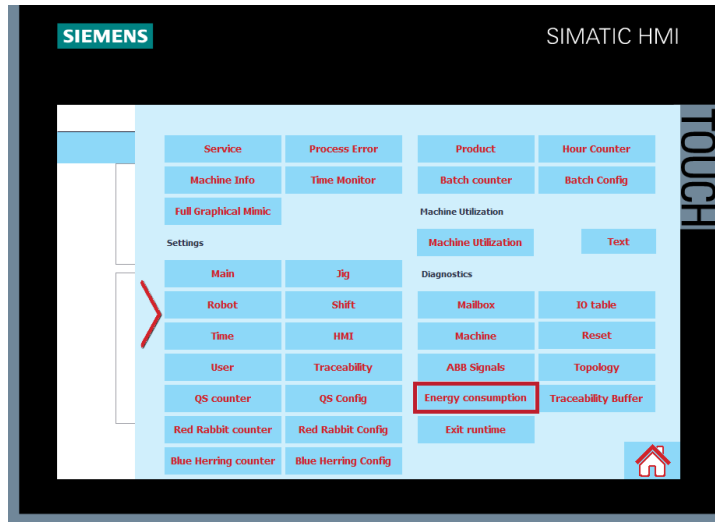 SIEMENS
SIMATIC HMI
TOUCH
Service
Process Error
Product
Hour Counter
Machine Info
Time Monitor
Batch counter
Batch Config
Full Graphical Mimic
Machine Utilization
Settings
Machine Utilization
Text
Main
Jig
Diagnostics
Robot
Shift
Mailbox
IO table
Time
HMI
Machine
Reset
User
Traceability
ABB Signals
Topology
QS counter
QS Config
Energy consumption
Traceability Buffer
Red Rabbit counter
Red Rabbit Config
Exit runtime
Blue Herring counter
Blue Herring Config